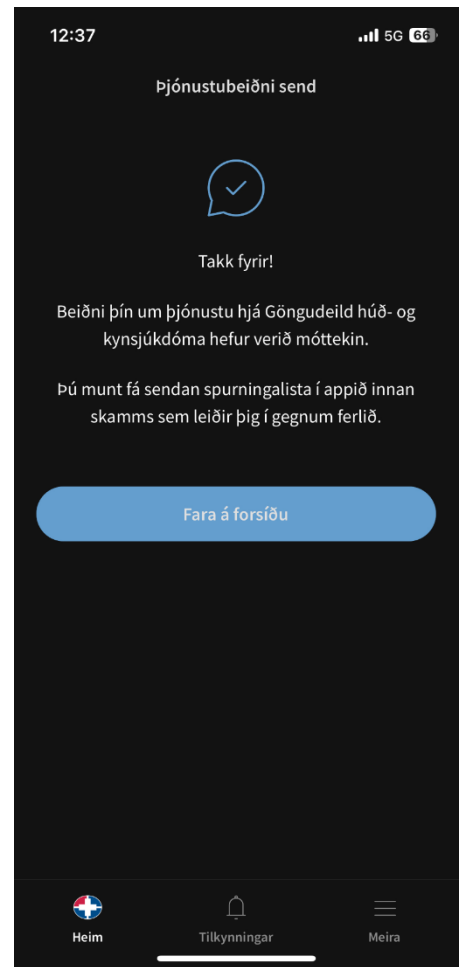 12:37
5G 66
Þjónustubeiðni send
Takk fyrir!
Beiðni þín um þjónustu hjá Göngudeild húð- og
kynsjúkdóma hefur verið móttekin.
Þú munt fá sendan spurningalista í appið innan
skamms sem leiðir þig í gegnum ferlið.
Fara á forsíðu
Heim
Tilkynningar
Meira